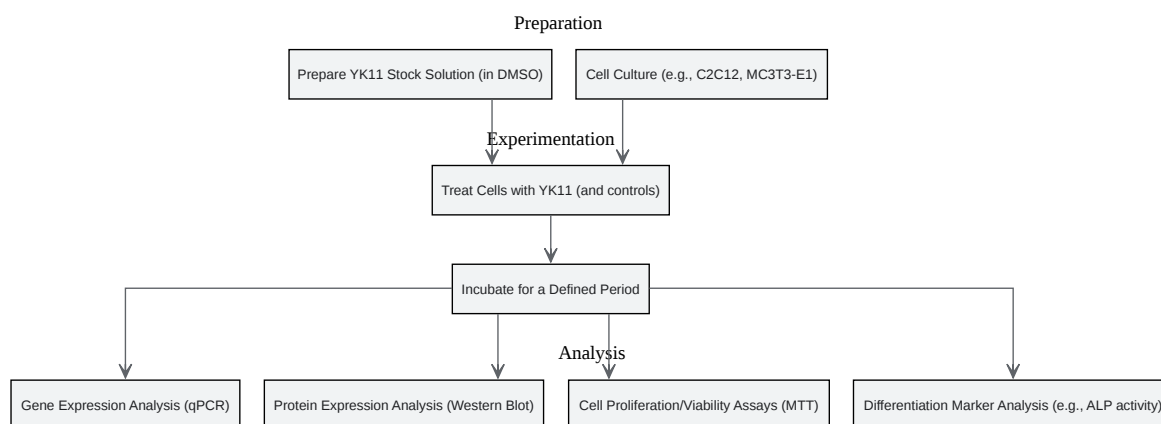 Preparation
Prepare YK11 Stock Solution (in DMSO)
Cell Culture (e.g., C2C12, MC3T3-E1)
Experimentation
Treat Cells with YK11 (and controls)
Incubate for a Defined Period
Analysis
Gene Expression Analysis (qPCR)
Protein Expression Analysis (Western Blot)
Cell Proliferation/Viability Assays (MTT)
Differentiation Marker Analysis (e.g., ALP activity)